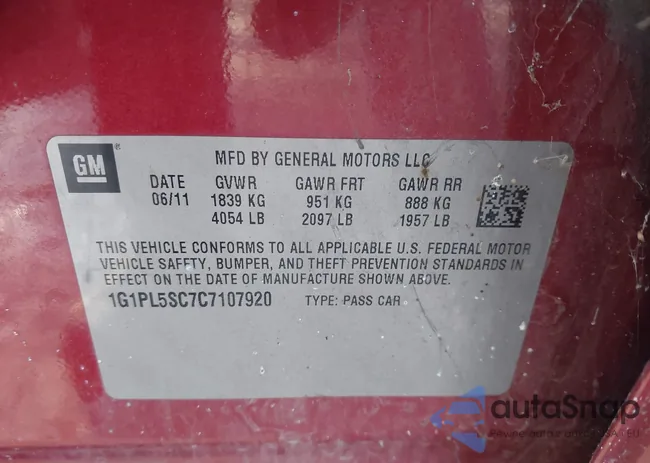 GM
MFD BY GENERAL MOTORS LLC
DATE GVWR GAWR FRT GAWR RR
06/11 1839 KG 951 KG 888 KG
4054 LB 2097 LB 1957 LB
THIS VEHICLE CONFORMS TO ALL APPLICABLE U.S. FEDERAL MOTOR
VEHICLE SAFETY, BUMPER, AND THEFT PREVENTION STANDARDS IN
EFFECT ON THE DATE OF MANUFACTURE SHOWN ABOVE.
1G1PL5SC7C7107920 TYPE: PASS CAR
autoSnap